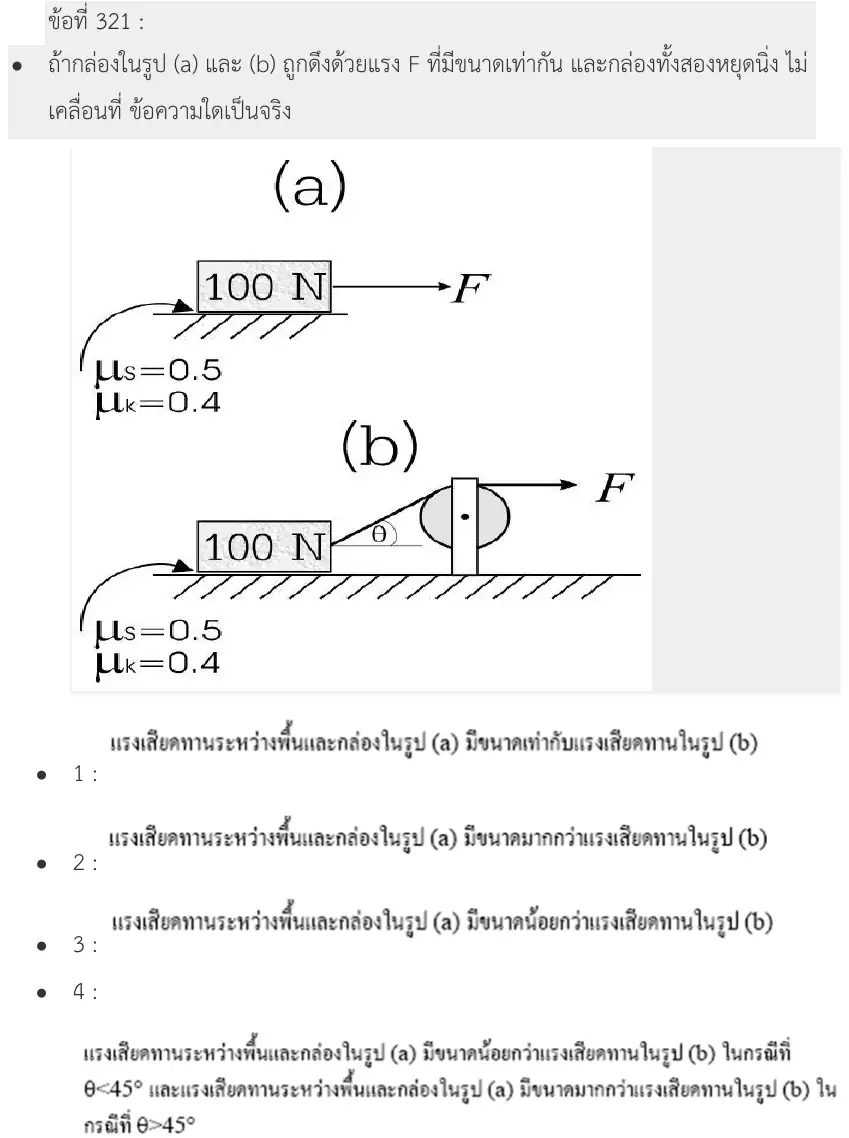 ข้อที่ 321 :
ถ้ากล่องในรูป (a) และ (b) ถูกดึงด้วยแรง F ที่มีขนาดเท่ากัน และกล่องทั้งสองหยุดนิ่ง ไม่
เคลื่อนที่ ข้อความใดเป็นจริง
(a)
100 N
F
μs=0.5
μk=0.4
(b)
F
θ
100 N
μs=0.5
μk=0.4
แรงเสียดทานระหว่างพื้นและกล่องในรูป (a) มีขนาดเท่ากับแรงเสียดทานในรูป (b)
1 :
แรงเสียดทานระหว่างพื้นและกล่องในรูป (a) มีขนาดมากกว่าแรงเสียดทานในรูป (b)
2 :
แรงเสียดทานระหว่างพื้นและกล่องในรูป (a) มีขนาดน้อยกว่าแรงเสียดทานในรูป (b)
3 :
4 :
แรงเสียดทานระหว่างพื้นและกล่องในรูป (a) มีขนาดน้อยกว่าแรงเสียดทานในรูป (b) ในกรณีที่
θ<45° และแรงเสียดทานระหว่างพื้นและกล่องในรูป (a) มีขนาดมากกว่าแรงเสียดทานในรูป (b) ใน
กรณีที่ θ>45°